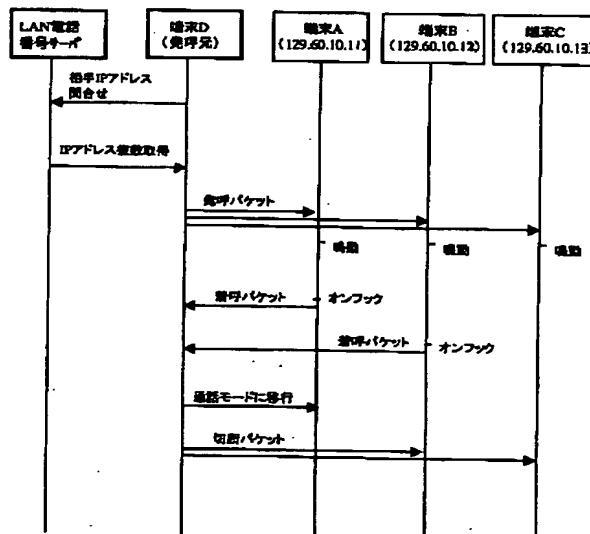 LAN電話
番号サーバ
端末D
(発呼元)
端末A
(129.60.10.11)
端末B
(129.60.10.12)
端末C
(129.60.10.13)
相手IPアドレス
問合せ
IPアドレス複数取得
発呼パケット
鳴動
鳴動
鳴動
着呼パケット
オンフック
着呼パケット
オンフック
通話モードに移行
切断パケット